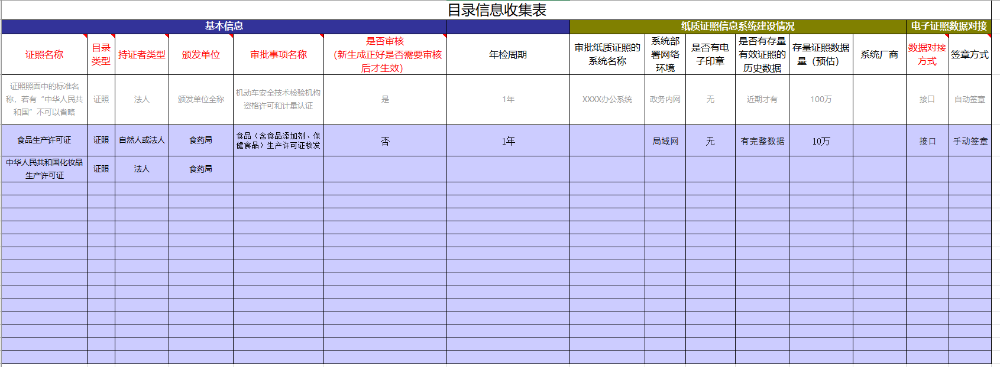 目录信息收集表
基本信息
纸质证照信息系统建设情况
电子证照数据对接
证照名称
目录
类型
持证者类型
颁发单位
审批事项名称
是否审核
（新生成正好是否需要审核
后才生效）
年检周期
审批纸质证照的
系统名称
系统部
署网络
环境
是否有电
子印章
是否有存量
有效证照的
历史数据
存量证照数据
量（预估）
系统厂商
数据对接
方式
签章方式
证照照面中的标准名
称，若有“中华人民共
和国”不可以省略
证照
法人
颁发单位全称
机动车安全技术检验机构
资格许可和计量认证
是
1年
XXXX办公系统
政务内网
无
近期才有
100万
接口
自动签章
食品生产许可证
证照
自然人或法人
食药局
食品（含食品添加剂、保
健食品）生产许可证核发
否
1年
局域网
无
有完整数据
10万
接口
手动签章
中华人民共和国化妆品
生产许可证
证照
法人
食药局